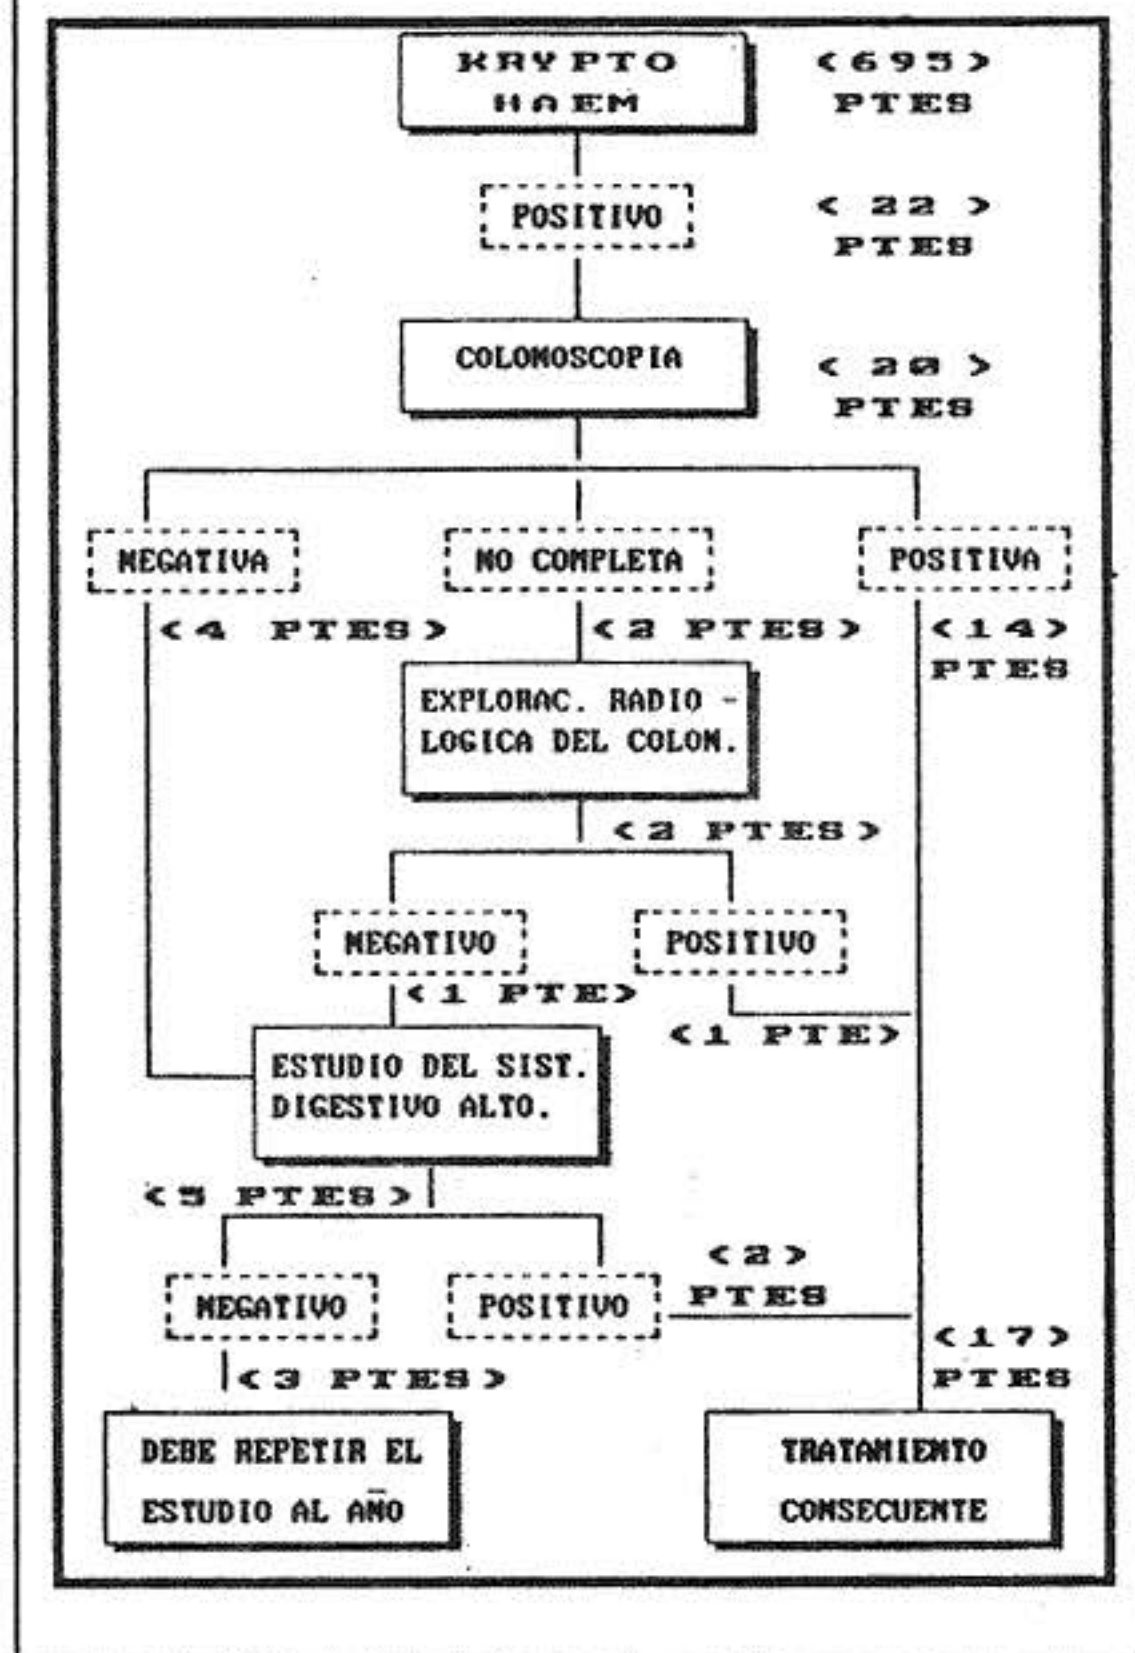 KRYPTO
HAEM
<695>
PTES
POSITIVO
< 22 >
PTES
COLONOSCOPIA
< 20 >
PTES
NEGATIVA
NO COMPLETA
POSITIVA
<4 PTES>
<2 PTES>
<14>
PTES
EXPLORAC. RADIO -
LOGICA DEL COLON.
<2 PTES>
NEGATIVO
POSITIVO
<1 PTE>
<1 PTE>
ESTUDIO DEL SIST.
DIGESTIVO ALTO.
<5 PTES>
NEGATIVO
POSITIVO
<2>
PTES
<3 PTES>
<17>
PTES
DEBE REPETIR EL
ESTUDIO AL AÑO
TRATAMIENTO
CONSECUENTE